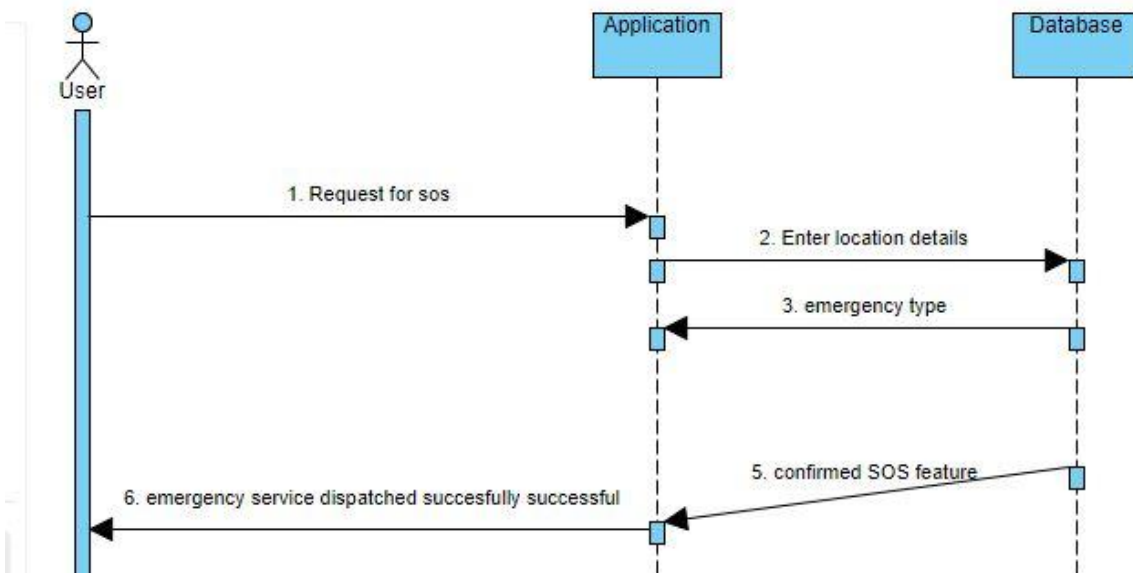 Application
Database
User
1. Request for sos
2. Enter location details
3. emergency type
5. confirmed SOS feature
6. emergency service dispatched succesfully successful